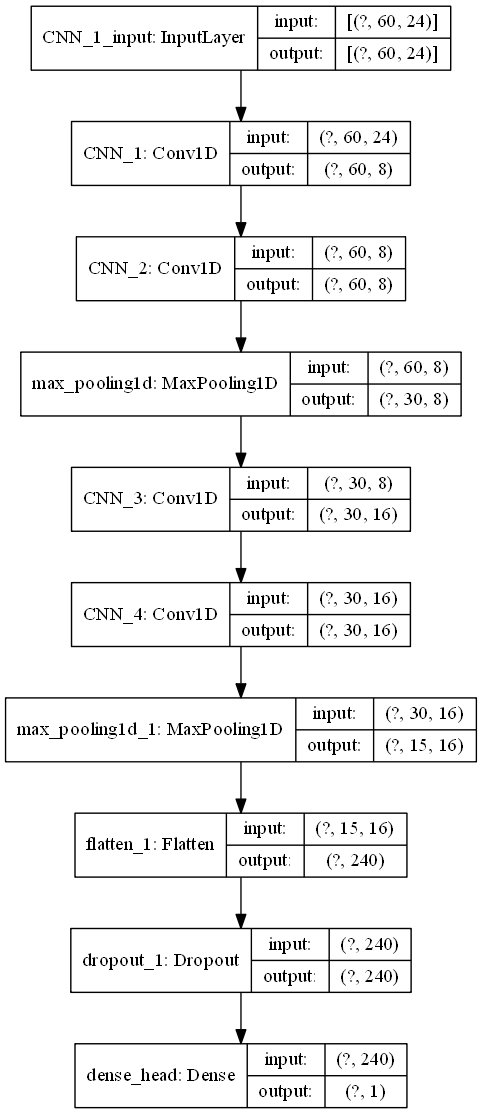 CNN_1_input: InputLayer
input: [(?, 60, 24)]
output: [(?, 60, 24)]
CNN_1: Conv1D
input: (?, 60, 24)
output: (?, 60, 8)
CNN_2: Conv1D
input: (?, 60, 8)
output: (?, 60, 8)
max_pooling1d: MaxPooling1D
input: (?, 60, 8)
output: (?, 30, 8)
CNN_3: Conv1D
input: (?, 30, 8)
output: (?, 30, 16)
CNN_4: Conv1D
input: (?, 30, 16)
output: (?, 30, 16)
max_pooling1d_1: MaxPooling1D
input: (?, 30, 16)
output: (?, 15, 16)
flatten_1: Flatten
input: (?, 15, 16)
output: (?, 240)
dropout_1: Dropout
input: (?, 240)
output: (?, 240)
dense_head: Dense
input: (?, 240)
output: (?, 1)